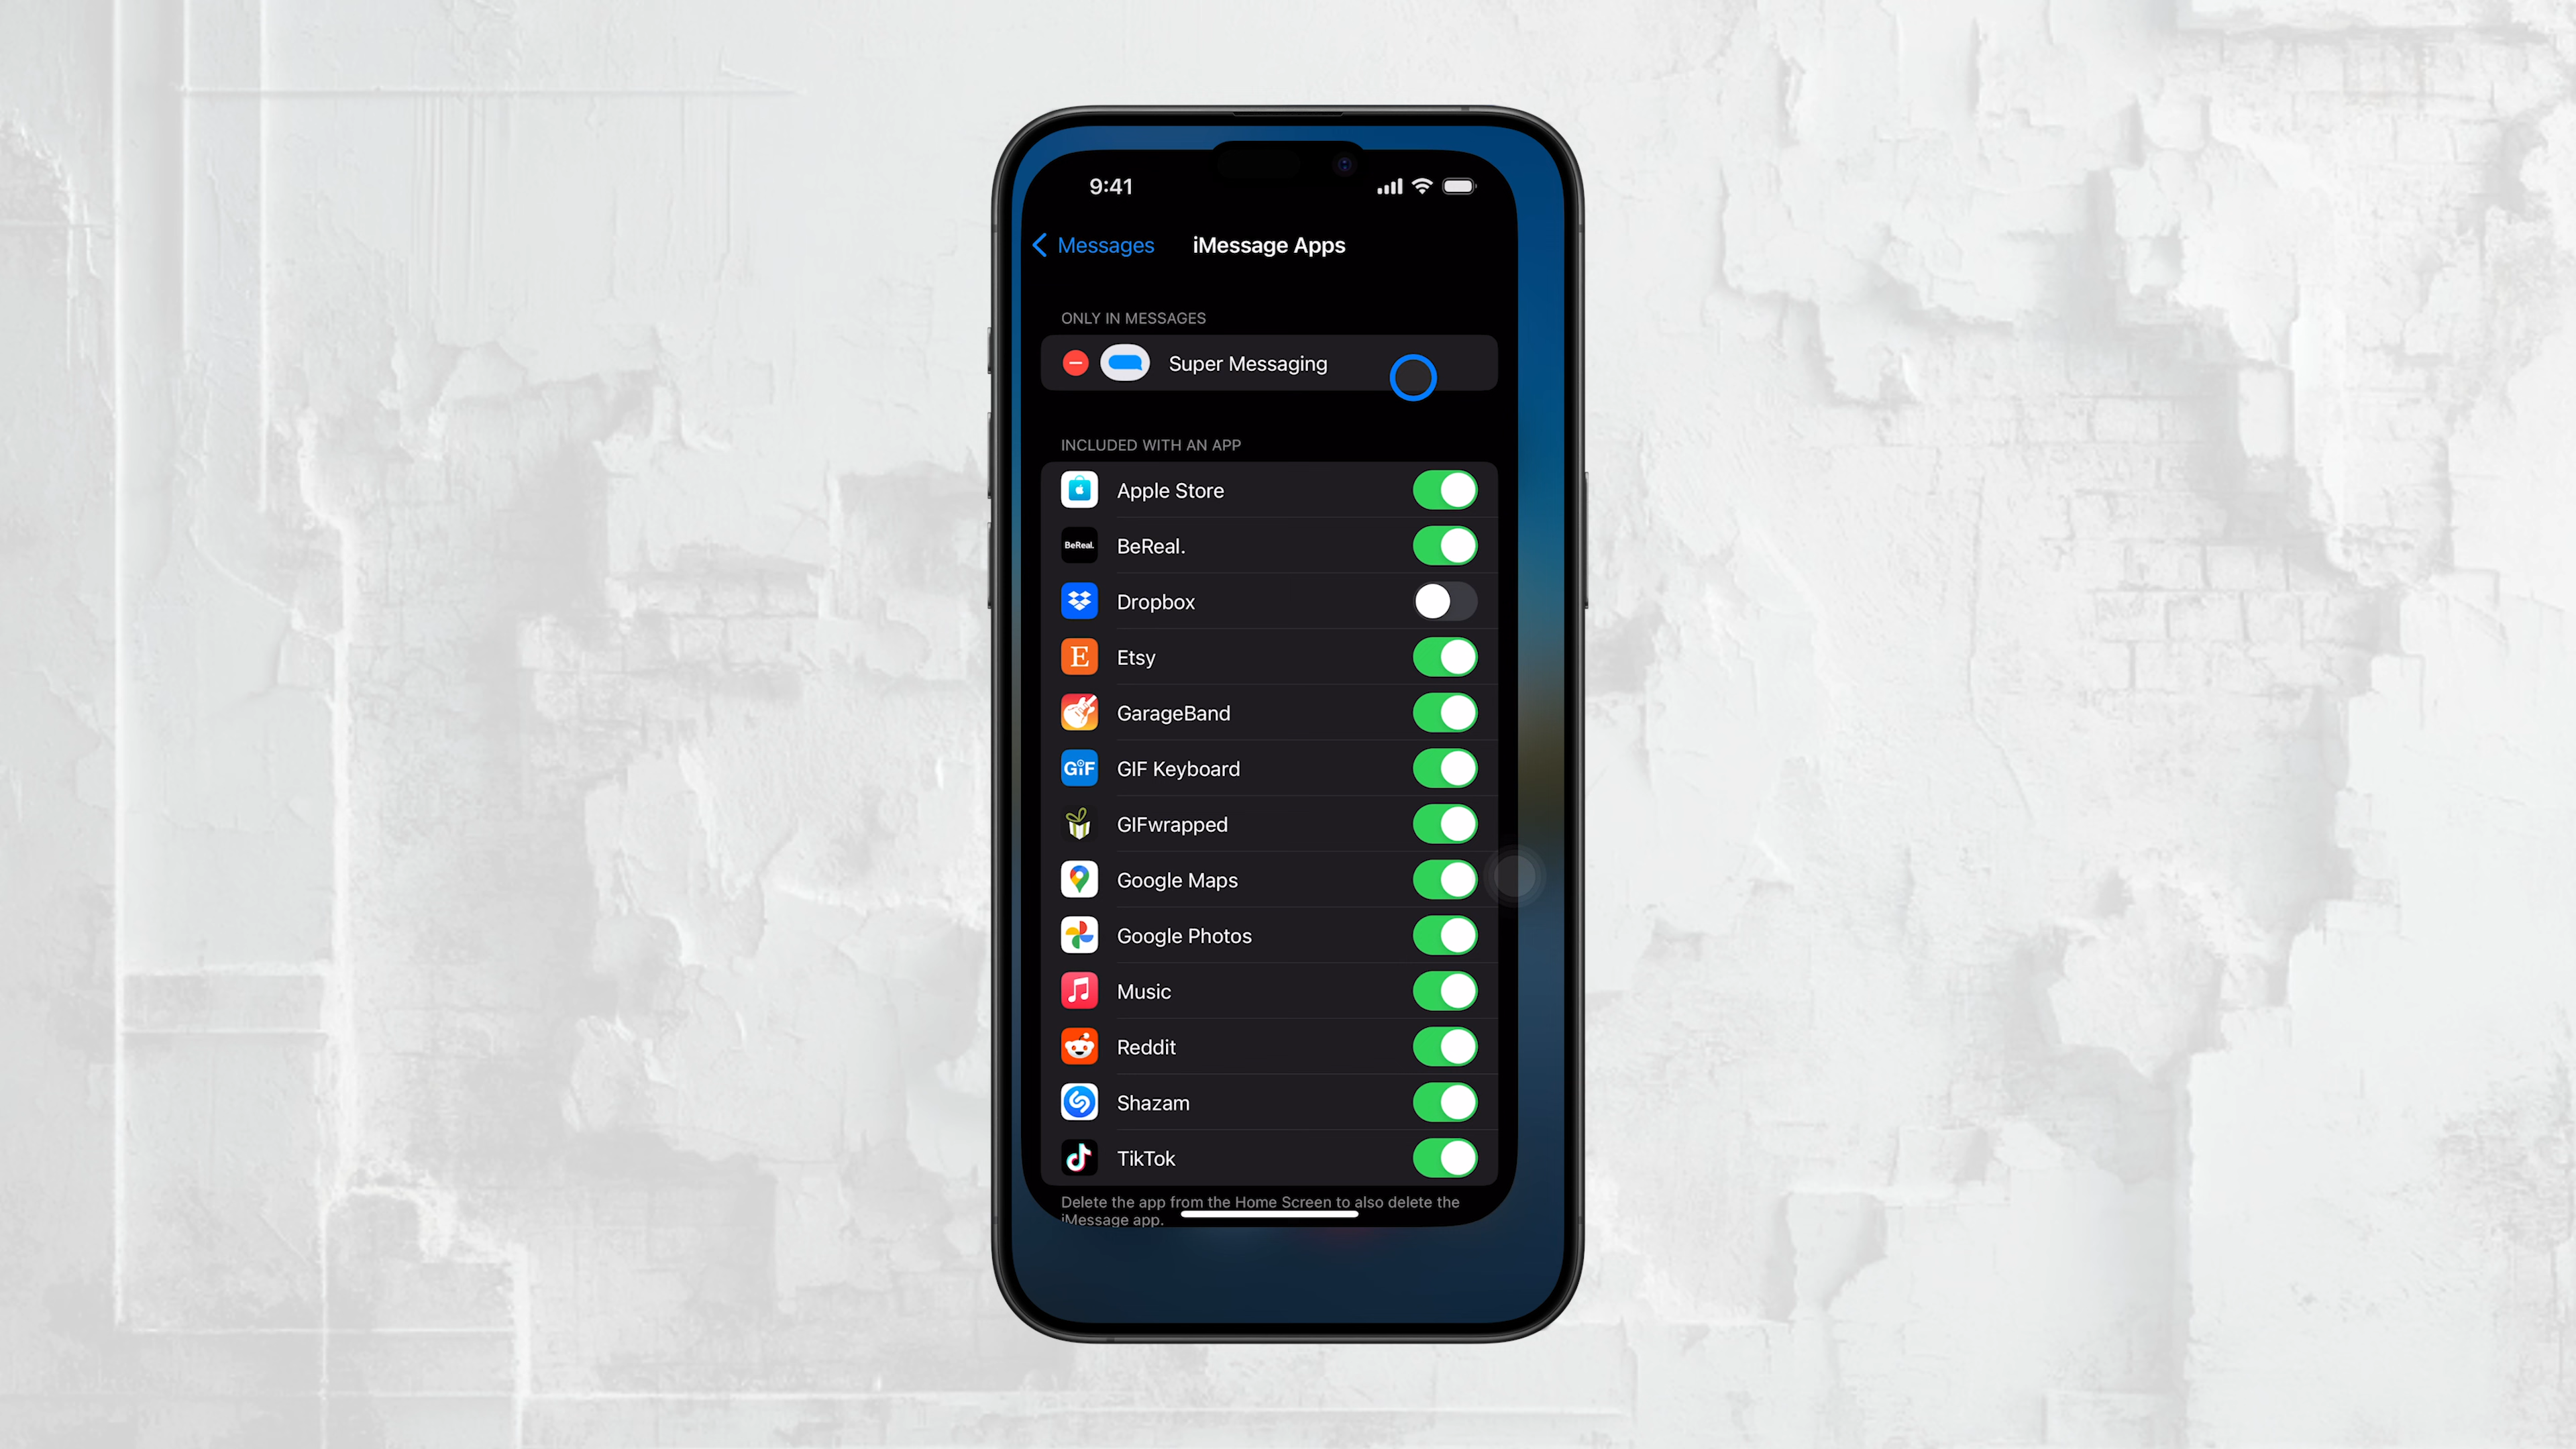 9:41
Messages
iMessage Apps
ONLY IN MESSAGES
Super Messaging
INCLUDED WITH AN APP
Apple Store
BeReal.
BeReal.
Dropbox
E
Etsy
GarageBand
GIF
GIF Keyboard
GIFwrapped
Google Maps
Google Photos
Music
Reddit
Shazam
TikTok
Delete the app from the Home Screen to also delete the
iMessage app.